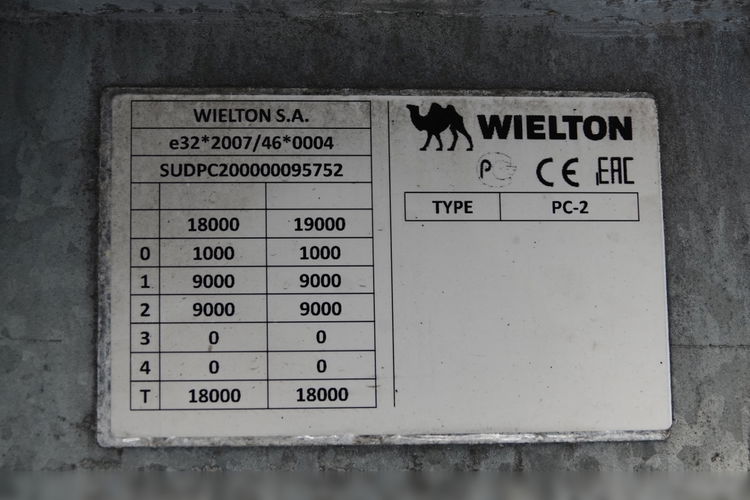 WIELTON S.A.
e32*2007/46*0004
SUDPC200000095752
18000 19000
0 1000 1000
1 9000 9000
2 9000 9000
3 0 0
4 0 0
T 18000 18000
WIELTON
CE EAC
TYPE PC-2